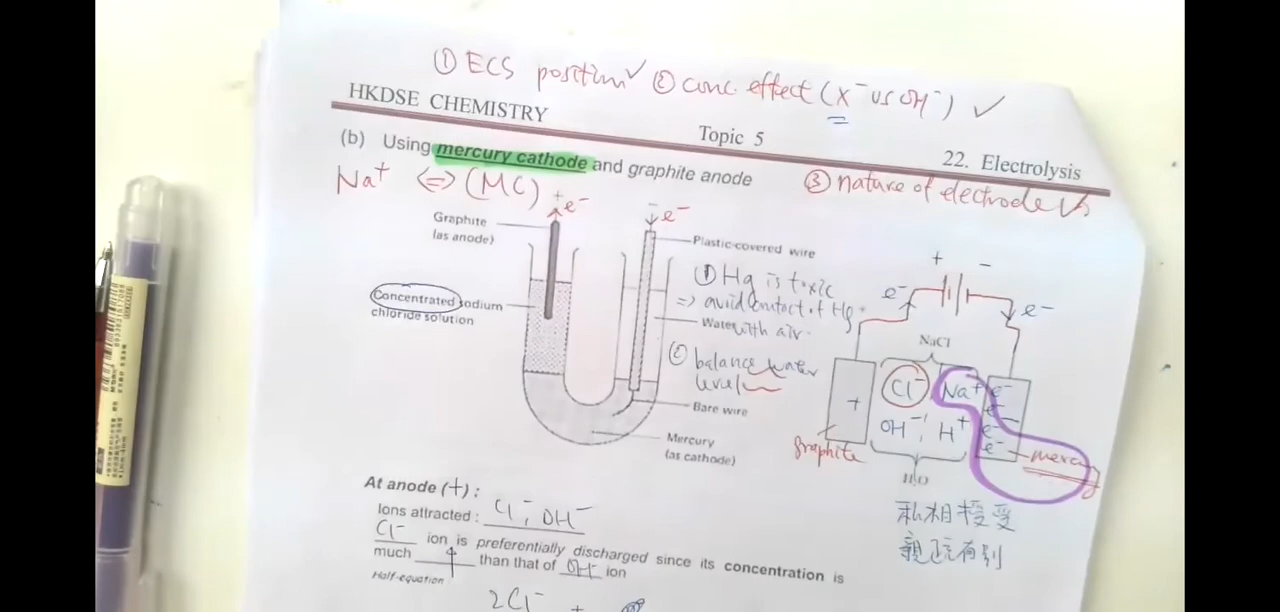 ① ECS position✓ ② conc. effect (X⁻ vs OH⁻) ✓
HKDSE CHEMISTRY
Topic 5
22. Electrolysis
(b) Using mercury cathode and graphite anode
③ nature of electrode ✓
Na⁺ ⇔ (MC)
+ e⁻
− e⁻
Graphite
(as anode)
Plastic-covered wire
① Hg is toxic
⇒ avoid contact of Hg
with air
Concentrated sodium
chloride solution
Water
② balance water
level
Bare wire
Mercury
(as cathode)
+ −
e⁻
e⁻
NaCl
+ Cl⁻ Na⁺ e⁻
e⁻
OH⁻, H⁺ e⁻
e⁻
graphite
mercury
H₂O
私相授受
親疏有別
At anode (+) :
Ions attracted : Cl⁻, OH⁻
Cl⁻ ion is preferentially discharged since its concentration is
much ↑ than that of OH⁻ ion
Half-equation
2Cl⁻